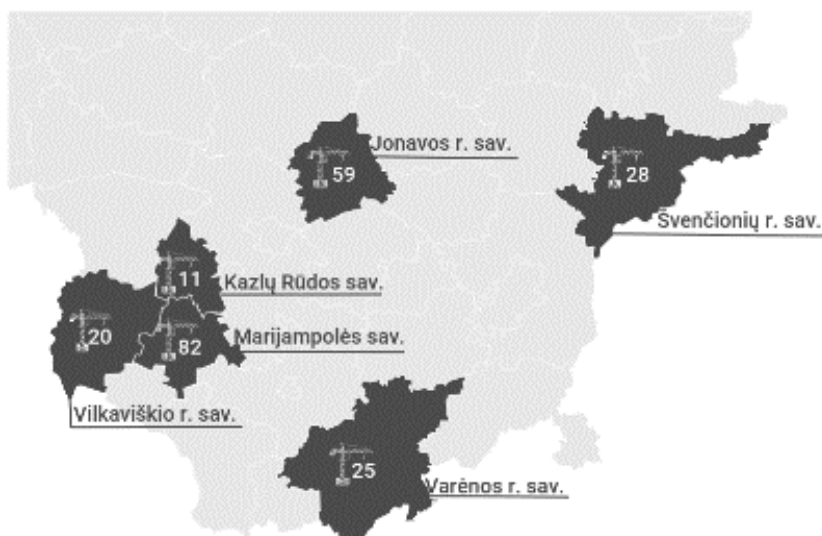 Jonavos r. sav.
59
28
Švenčionių r. sav.
11
Kazlų Rūdos sav.
20
82
Marijampolės sav.
Vilkaviškio r. sav.
25
Varėnos r. sav.